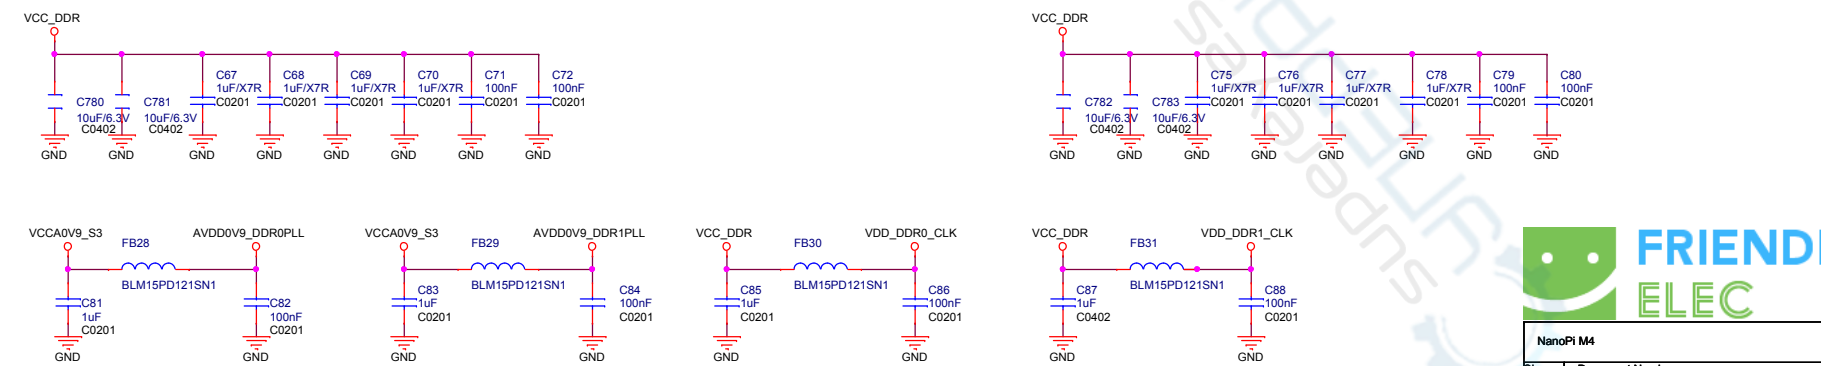 VCC_DDR
C780
10uF/6.3V
C0402
C781
10uF/6.3V
C0402
C67
1uF/X7R
C0201
C68
1uF/X7R
C0201
C69
1uF/X7R
C0201
C70
1uF/X7R
C0201
C71
100nF
C0201
C72
100nF
C0201
GND GND GND GND GND GND GND GND
VCC_DDR
C782
10uF/6.3V
C0402
C783
10uF/6.3V
C0402
C75
1uF/X7R
C0201
C76
1uF/X7R
C0201
C77
1uF/X7R
C0201
C78
1uF/X7R
C0201
C79
100nF
C0201
C80
100nF
C0201
GND GND GND GND GND GND GND GND
VCCA0V9_S3
FB28
AVDD0V9_DDR0PLL
BLM15PD121SN1
C81
1uF
C0201
C82
100nF
C0201
GND GND
VCCA0V9_S3
FB29
AVDD0V9_DDR1PLL
BLM15PD121SN1
C83
1uF
C0201
C84
100nF
C0201
GND GND
VCC_DDR
FB30
VDD_DDR0_CLK
BLM15PD121SN1
C85
1uF
C0201
C86
100nF
C0201
GND GND
VCC_DDR
FB31
VDD_DDR1_CLK
BLM15PD121SN1
C87
1uF
C0402
C88
100nF
C0201
GND GND
FRIENDL
ELEC
NanoPi M4
supereyes